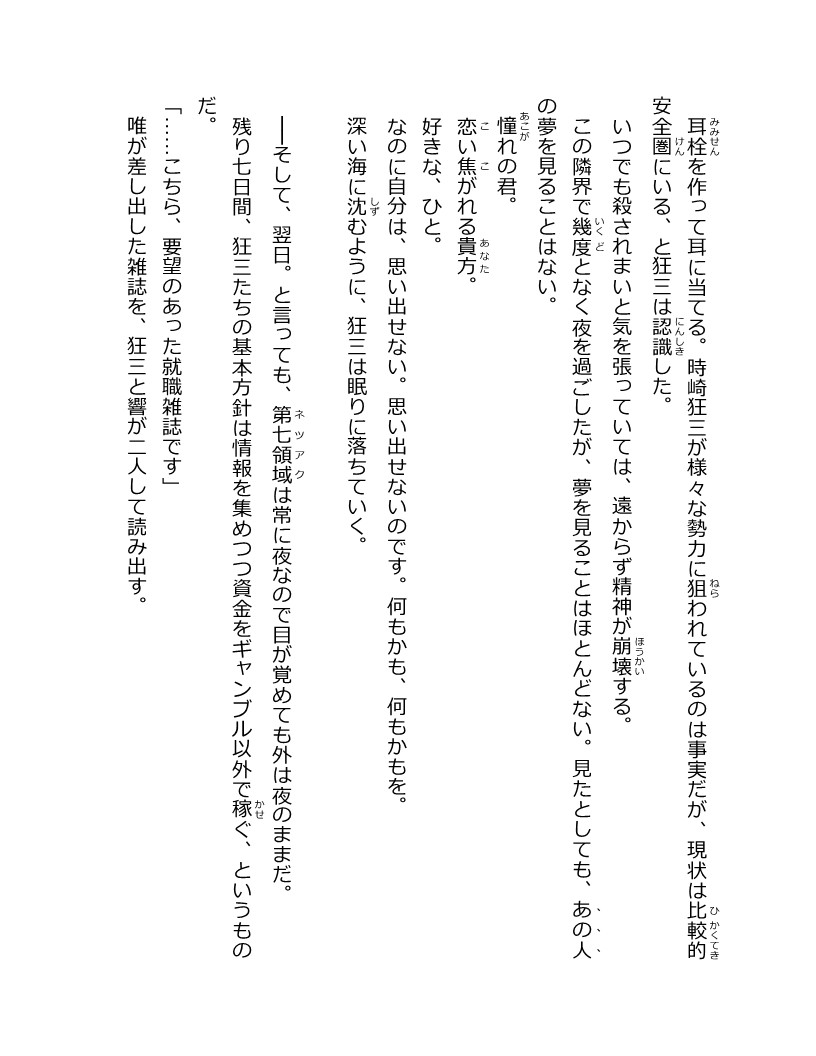 耳栓を作って耳に当てる。時崎狂三が様々な勢力に狙われているのは事実だが、現状は比較的
安全圏にいる、と狂三は認識した。
いつでも殺されまいと気を張っていては、遠からず精神が崩壊する。
この隣界で幾度となく夜を過ごしたが、夢を見ることはほとんどない。見たとしても、あの人
の夢を見ることはない。
憧れの君。
恋い焦がれる貴方。
好きな、ひと。
なのに自分は、思い出せない。思い出せないのです。何もかも、何もかもを。
深い海に沈むように、狂三は眠りに落ちていく。
──そして、翌日。と言っても、第七領域は常に夜なので目が覚めても外は夜のままだ。
残り七日間、狂三たちの基本方針は情報を集めつつ資金をギャンブル以外で稼ぐ、というもの
だ。
「……こちら、要望のあった就職雑誌です」
唯が差し出した雑誌を、狂三と響が二人して読み出す。